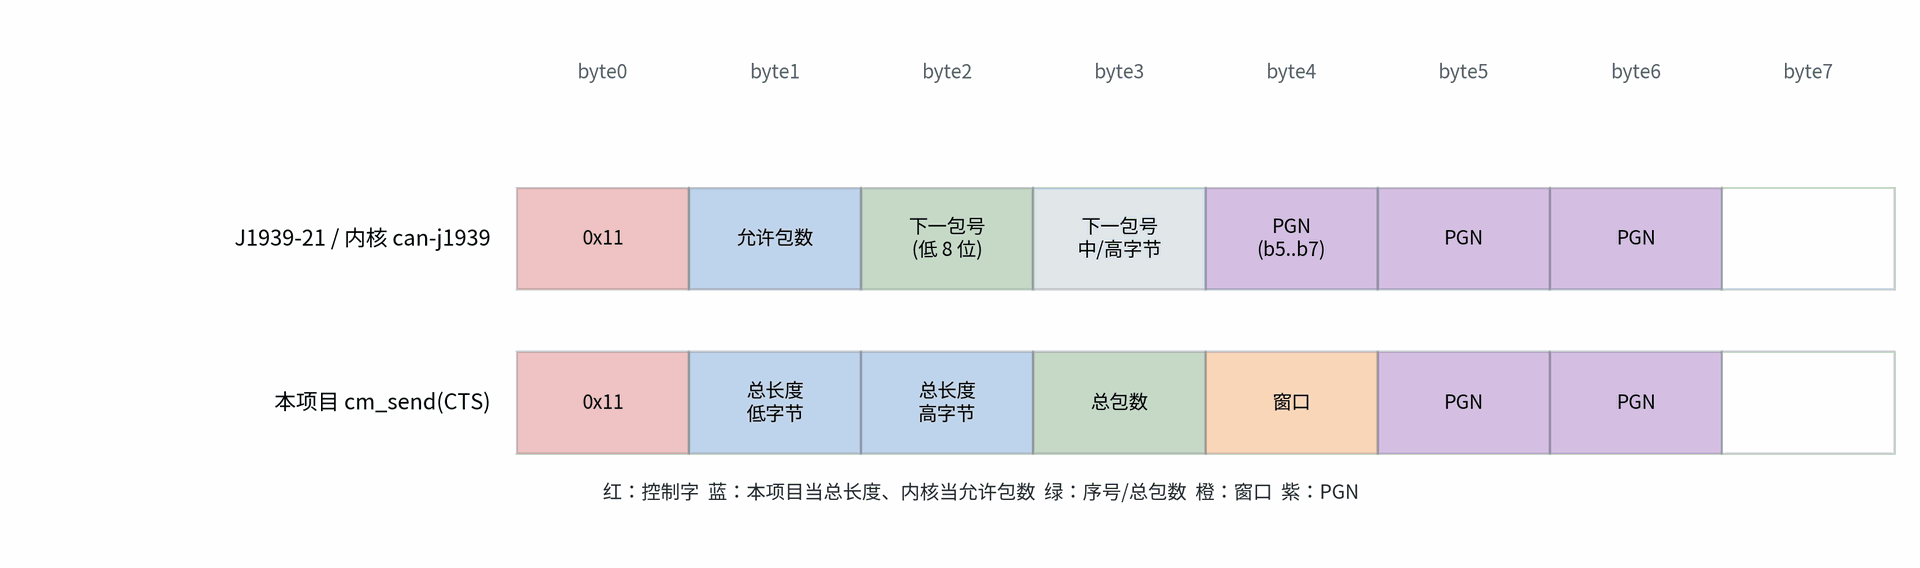 byte0 byte1 byte2 byte3 byte4 byte5 byte6 byte7
J1939-21 / 内核 can-j1939
0x11
允许包数
下一包号
(低 8 位)
下一包号
中/高字节
PGN
(b5..b7)
PGN
PGN
本项目 cm_send(CTS)
0x11
总长度
低字节
总长度
高字节
总包数
窗口
PGN
PGN
红：控制字 蓝：本项目当总长度、内核当允许包数 绿：序号/总包数 橙：窗口 紫：PGN